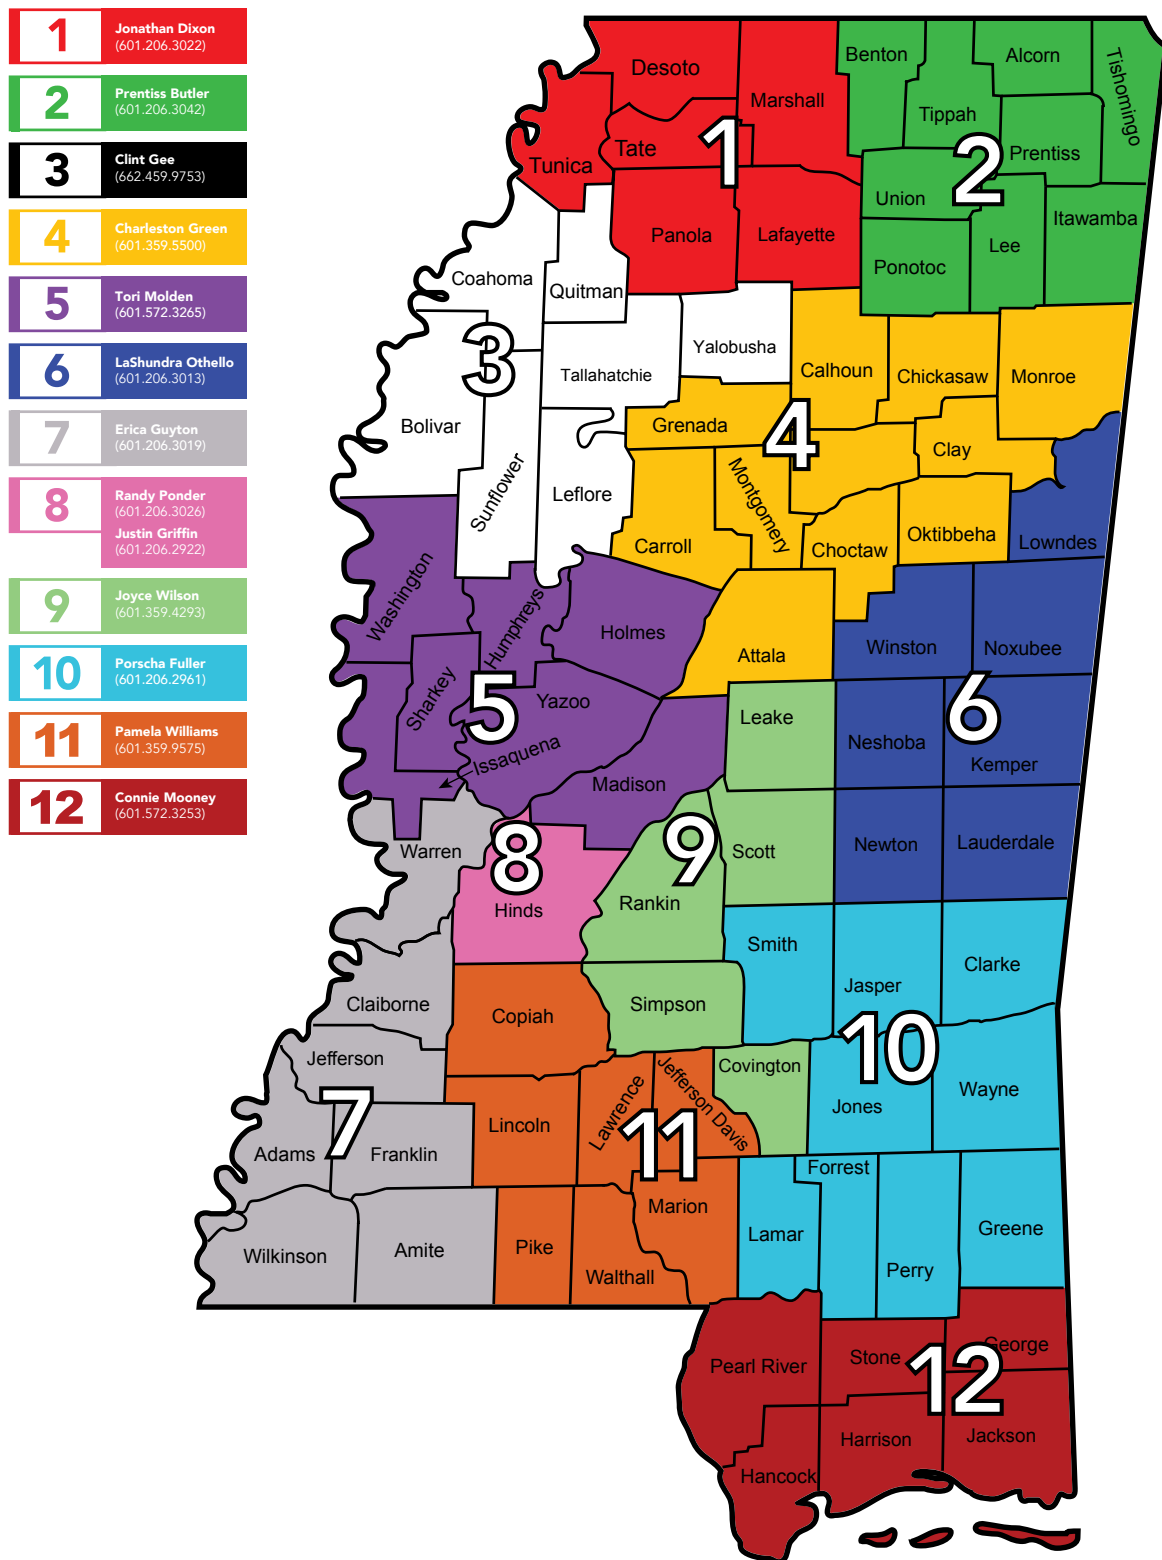 1
Jonathan Dixon
(601.206.3022)
2
Prentiss Butler
(601.206.3042)
3
Clint Gee
(662.459.9753)
4
Charleston Green
(601.359.5500)
5
Tori Molden
(601.572.3265)
6
LaShundra Othello
(601.206.3013)
7
Erica Guyton
(601.206.3019)
8
Randy Ponder
(601.206.3026)
Justin Griffin
(601.206.2922)
9
Joyce Wilson
(601.359.4293)
10
Porscha Fuller
(601.206.2961)
11
Pamela Williams
(601.359.9575)
12
Connie Mooney
(601.572.3253)
Desoto
Marshall
Benton
Alcorn
Tishomingo
Tippah
Tate
1
Tunica
Prentiss
2
Union
Itawamba
Panola
Lafayette
Lee
Ponotoc
Coahoma
Quitman
3
Yalobusha
Tallahatchie
Calhoun
Chickasaw
Monroe
Bolivar
Grenada
4
Clay
Sunflower
Leflore
Montgomery
Carroll
Choctaw
Oktibbeha
Lowndes
Washington
Humphreys
Holmes
Attala
Winston
Noxubee
Sharkey
5
Yazoo
Leake
6
Neshoba
Issaquena
Kemper
Madison
Warren
8
9
Scott
Newton
Lauderdale
Hinds
Rankin
Smith
Clarke
Claiborne
Copiah
Simpson
Jasper
10
Jefferson
Covington
Wayne
7
Lincoln
Lawrence
Jefferson Davis
11
Jones
Adams
Franklin
Forrest
Marion
Wilkinson
Amite
Pike
Walthall
Lamar
Perry
Greene
Pearl River
Stone
12
George
Harrison
Jackson
Hancock